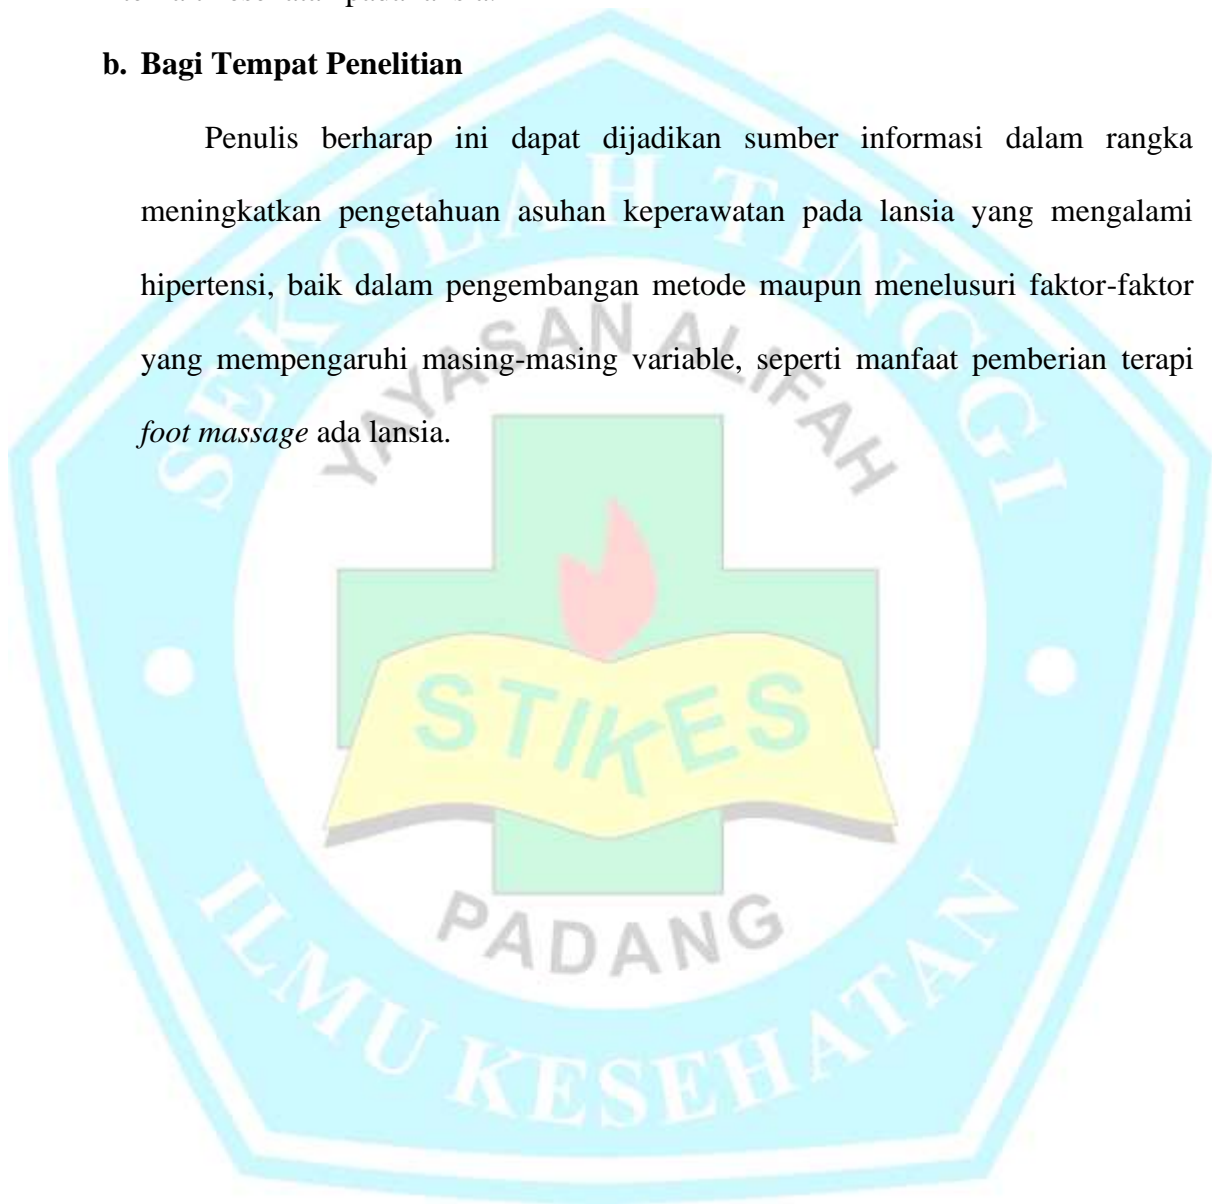 pada lansia.
b. Bagi Tempat Penelitian
Penulis berharap ini dapat dijadikan sumber informasi dalam rangka
meningkatkan pengetahuan asuhan keperawatan pada lansia yang mengalami
hipertensi, baik dalam pengembangan metode maupun menelusuri faktor-faktor
yang mempengaruhi masing-masing variable, seperti manfaat pemberian terapi
foot massage ada lansia.
SEKOLAH TINGGI
YAYASAN ALIFAH
STIKES
PADANG
ILMU KESEHATAN